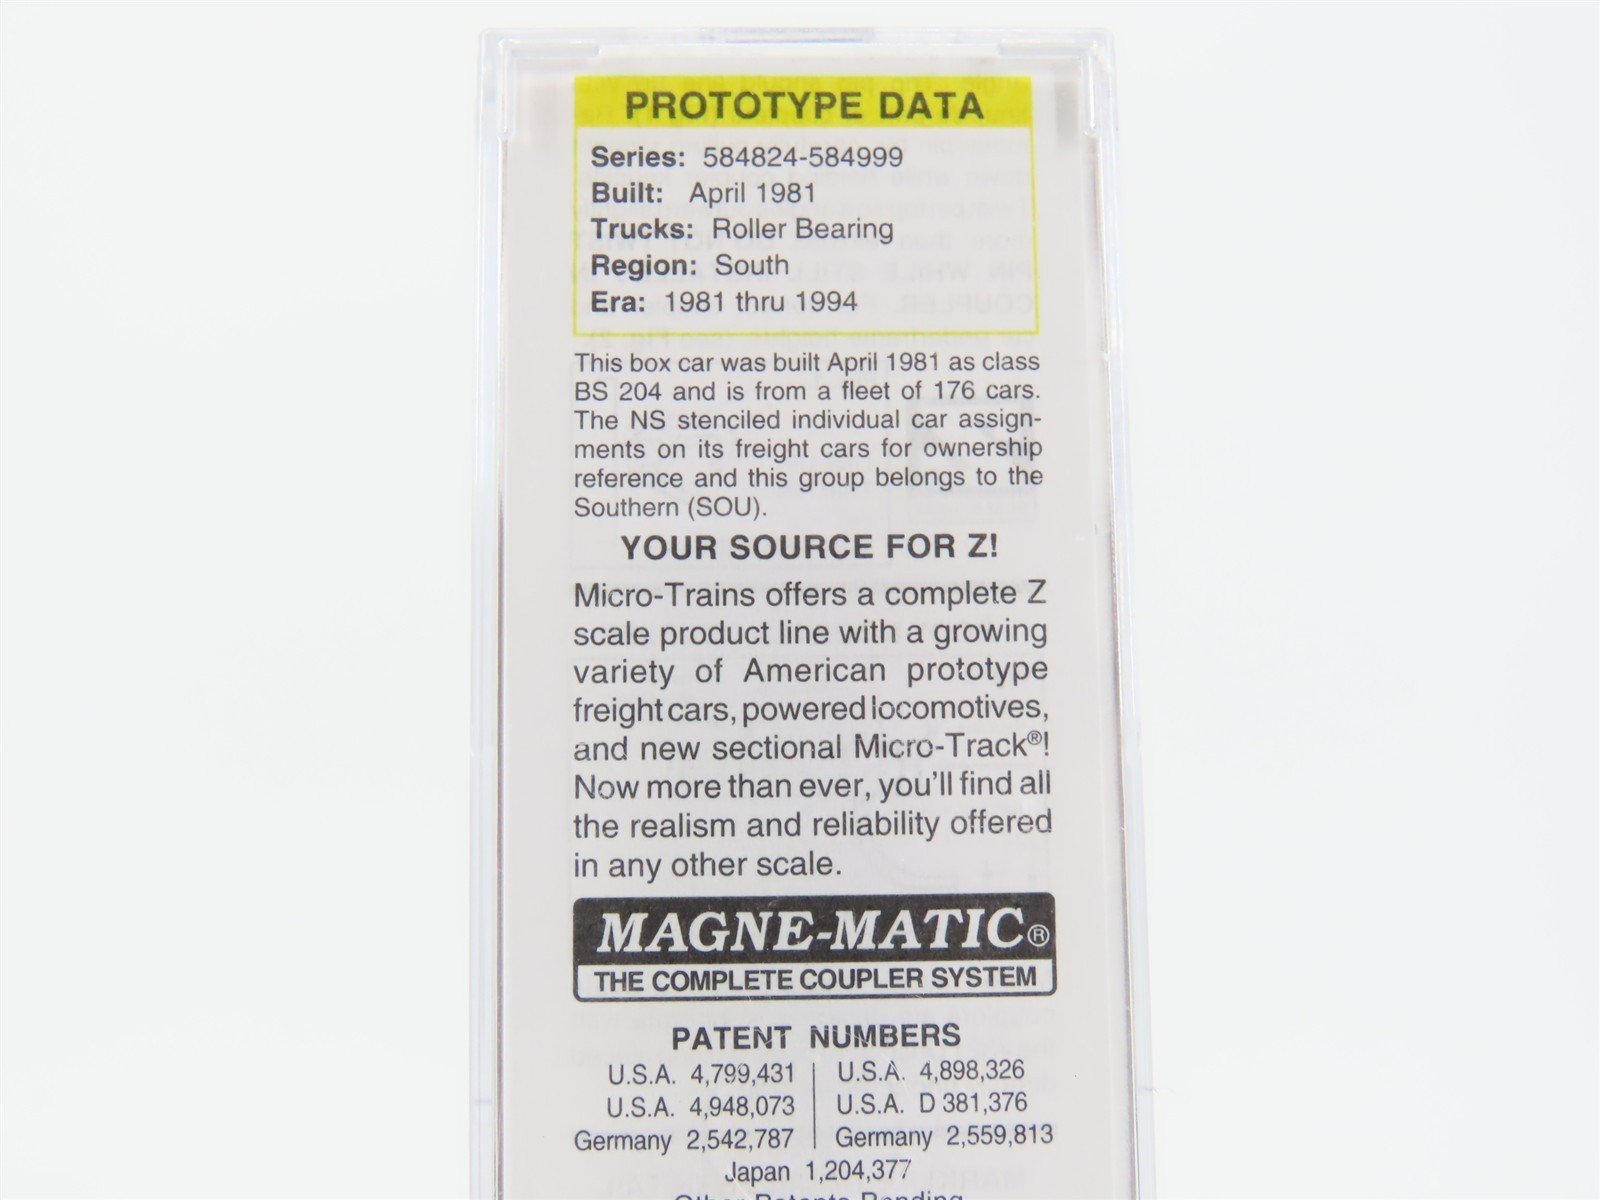 PROTOTYPE DATA
Series: 584824-584999
Built: April 1981
Trucks: Roller Bearing
Region: South
Era: 1981 thru 1994
This box car was built April 1981 as class
BS 204 and is from a fleet of 176 cars.
The NS stenciled individual car assign-
ments on its freight cars for ownership
reference and this group belongs to the
Southern (SOU).
YOUR SOURCE FOR Z!
Micro-Trains offers a complete Z
scale product line with a growing
variety of American prototype
freight cars, powered locomotives,
and new sectional Micro-Track®!
Now more than ever, you'll find all
the realism and reliability offered
in any other scale.
MAGNE-MATIC®
THE COMPLETE COUPLER SYSTEM
PATENT NUMBERS
U.S.A. 4,799,431 | U.S.A. 4,898,326
U.S.A. 4,948,073 | U.S.A. D 381,376
Germany 2,542,787 | Germany 2,559,813
Japan 1,204,377
Other Patents Pending